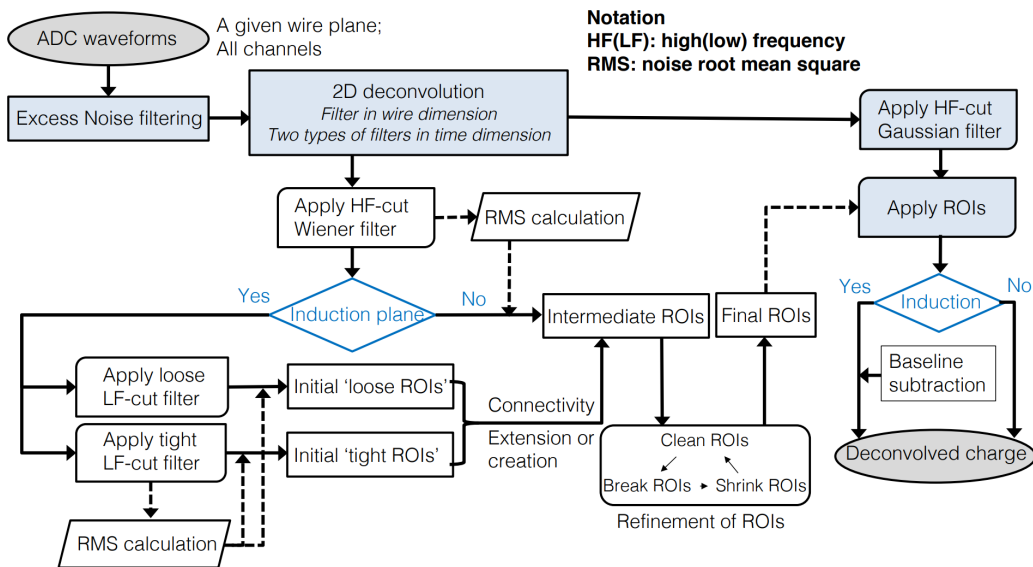 ADC waveforms
A given wire plane;
All channels
Notation
HF(LF): high(low) frequency
RMS: noise root mean square
Excess Noise filtering
2D deconvolution
Filter in wire dimension
Two types of filters in time dimension
Apply HF-cut
Gaussian filter
Apply HF-cut
Wiener filter
RMS calculation
Apply ROIs
Yes
Induction plane
No
Intermediate ROIs
Final ROIs
Yes
Induction
No
Baseline
subtraction
Apply loose
LF-cut filter
Initial ‘loose ROIs’
Connectivity
Extension or
creation
Apply tight
LF-cut filter
Initial ‘tight ROIs’
Clean ROIs
Break ROIs
Shrink ROIs
Refinement of ROIs
Deconvolved charge
RMS calculation